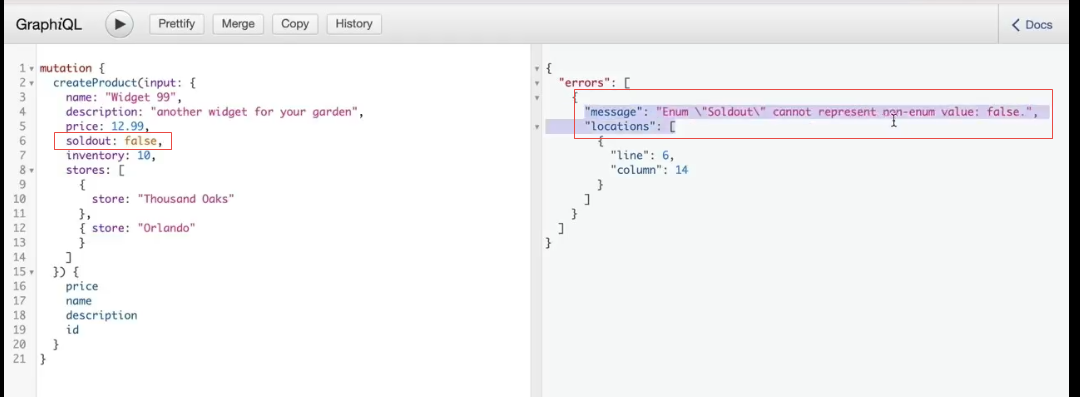 GraphiQL Prettify Merge Copy History Docs
1 mutation {
2 createProduct(input: {
3 name: "Widget 99",
4 description: "another widget for your garden",
5 price: 12.99,
6 soldout: false,
7 inventory: 10,
8 stores: [
9 {
10 store: "Thousand Oaks"
11 },
12 { store: "Orlando"
13 }
14 ]
15 }) {
16 price
17 name
18 description
19 id
20 }
21 }
{
"errors": [
{
"message": "Enum \"Soldout\" cannot represent non-enum value: false.",
"locations": [
{
"line": 6,
"column": 14
}
]
}
]
}